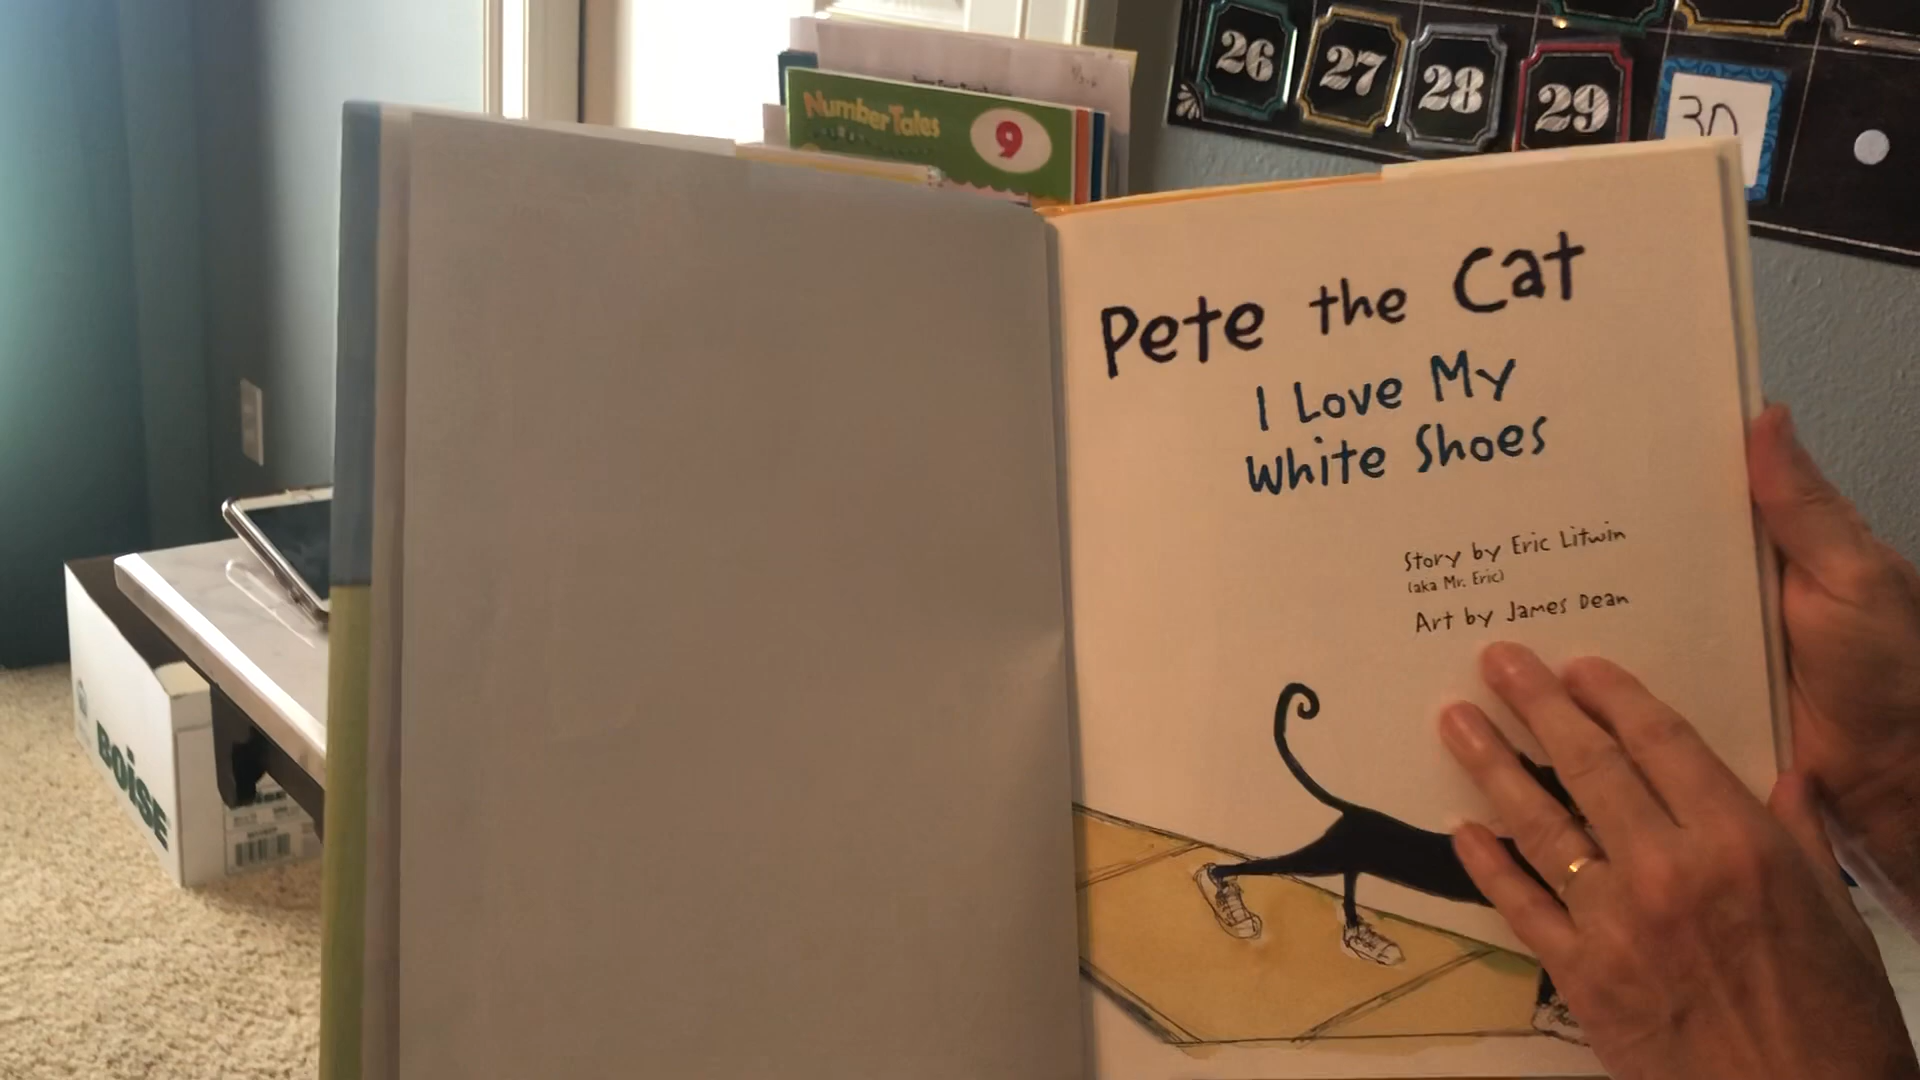 26 27 28 29 30
Number Tales 9
Pete the Cat
I Love My
White Shoes
Story by Eric Litwin
(aka Mr. Eric)
Art by James Dean
BOiSE